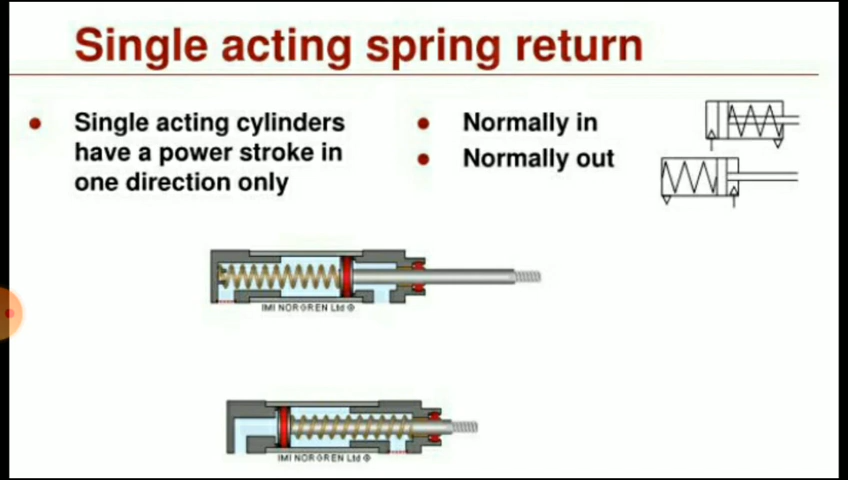 Single acting spring return
Single acting cylinders
have a power stroke in
one direction only
Normally in
Normally out
IMI NORGREN Ltd ©
IMI NORGREN Ltd ©